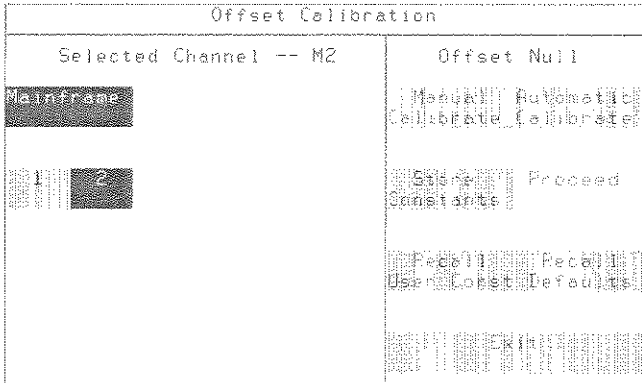 Offset Calibration
Selected Channel -- M2
Offset Null
Mainframe
Manual Calibrate
Automatic Calibrate
1 2
Store Constants
Proceed
Recall User Const
Recall Defaults
Exit